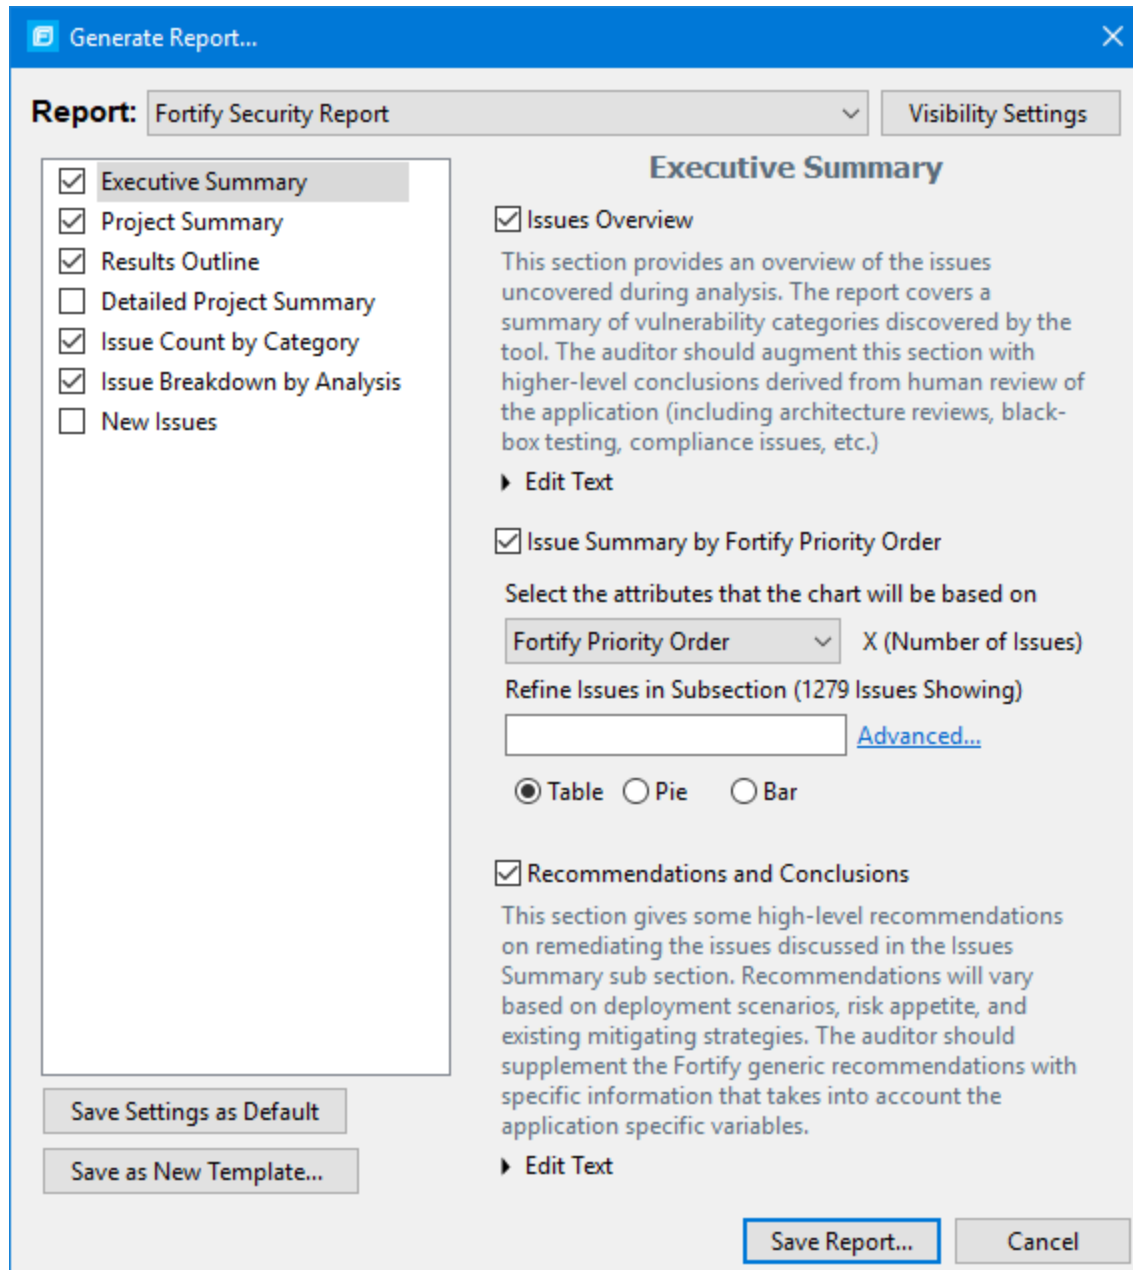 Generate Report...
Report: Fortify Security Report Visibility Settings
Executive Summary
Project Summary
Results Outline
Detailed Project Summary
Issue Count by Category
Issue Breakdown by Analysis
New Issues
Save Settings as Default
Save as New Template...
Executive Summary
Issues Overview
This section provides an overview of the issues
uncovered during analysis. The report covers a
summary of vulnerability categories discovered by the
tool. The auditor should augment this section with
higher-level conclusions derived from human review of
the application (including architecture reviews, black-
box testing, compliance issues, etc.)
Edit Text
Issue Summary by Fortify Priority Order
Select the attributes that the chart will be based on
Fortify Priority Order X (Number of Issues)
Refine Issues in Subsection (1279 Issues Showing)
Advanced...
Table Pie Bar
Recommendations and Conclusions
This section gives some high-level recommendations
on remediating the issues discussed in the Issues
Summary sub section. Recommendations will vary
based on deployment scenarios, risk appetite, and
existing mitigating strategies. The auditor should
supplement the Fortify generic recommendations with
specific information that takes into account the
application specific variables.
Edit Text
Save Report... Cancel